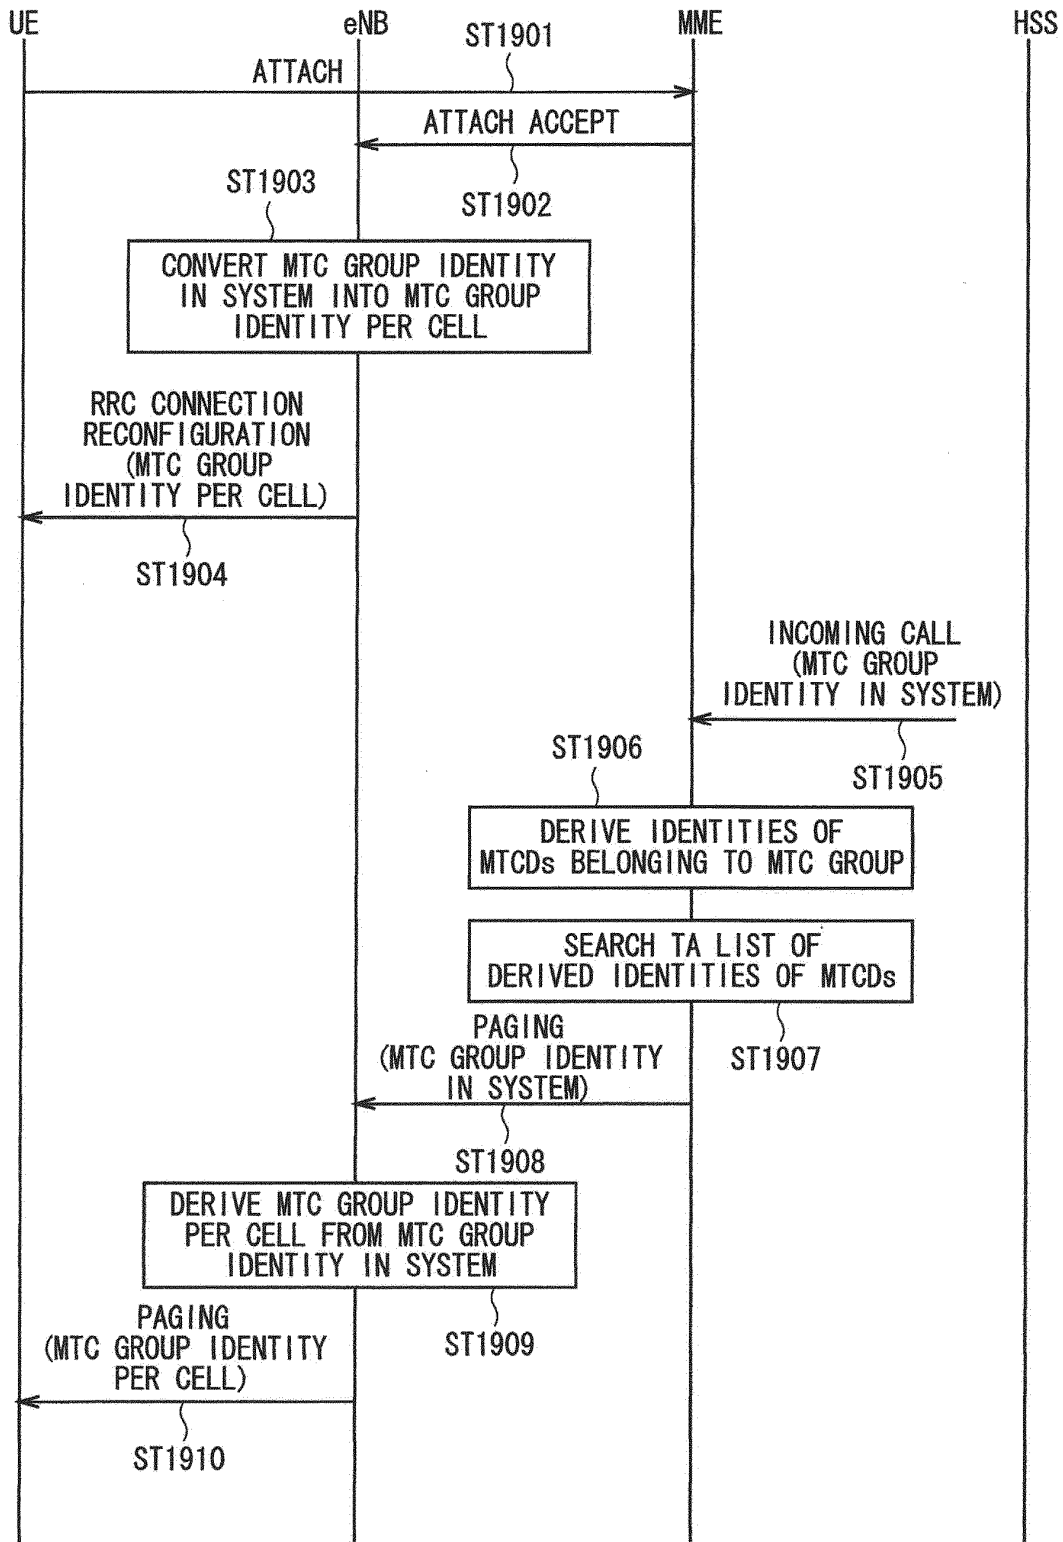 UE
eNB
MME
HSS
ST1901
ATTACH
ATTACH ACCEPT
ST1902
ST1903
CONVERT MTC GROUP IDENTITY
IN SYSTEM INTO MTC GROUP
IDENTITY PER CELL
RRC CONNECTION
RECONFIGURATION
(MTC GROUP
IDENTITY PER CELL)
ST1904
INCOMING CALL
(MTC GROUP
IDENTITY IN SYSTEM)
ST1905
ST1906
DERIVE IDENTITIES OF
MTCDs BELONGING TO MTC GROUP
SEARCH TA LIST OF
DERIVED IDENTITIES OF MTCDs
ST1907
PAGING
(MTC GROUP IDENTITY
IN SYSTEM)
ST1908
DERIVE MTC GROUP IDENTITY
PER CELL FROM MTC GROUP
IDENTITY IN SYSTEM
ST1909
PAGING
(MTC GROUP IDENTITY
PER CELL)
ST1910